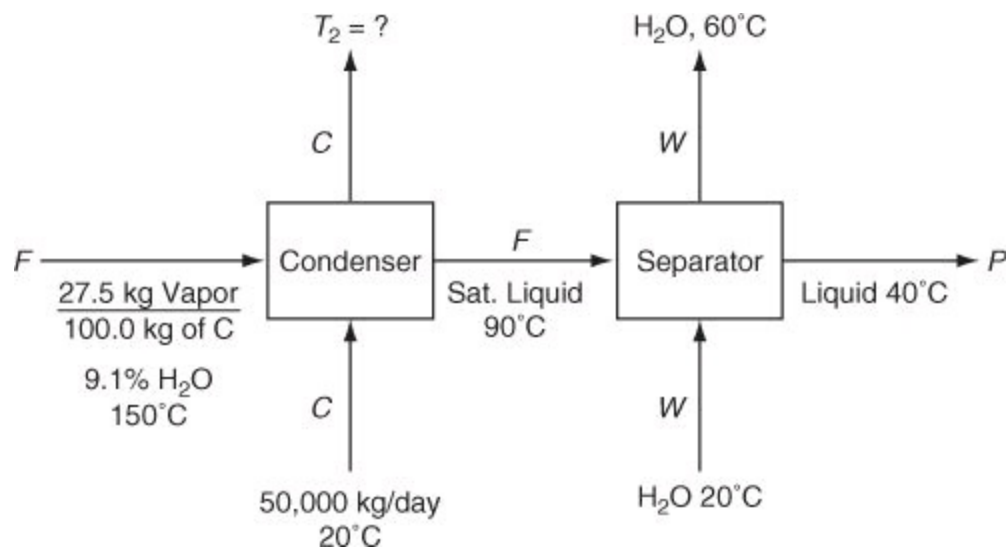 T₂ = ?
H₂O, 60°C
C
W
F
Condenser
F
Separator
P
27.5 kg Vapor
100.0 kg of C
Sat. Liquid
90°C
Liquid 40°C
9.1% H₂O
150°C
C
W
50,000 kg/day
20°C
H₂O 20°C